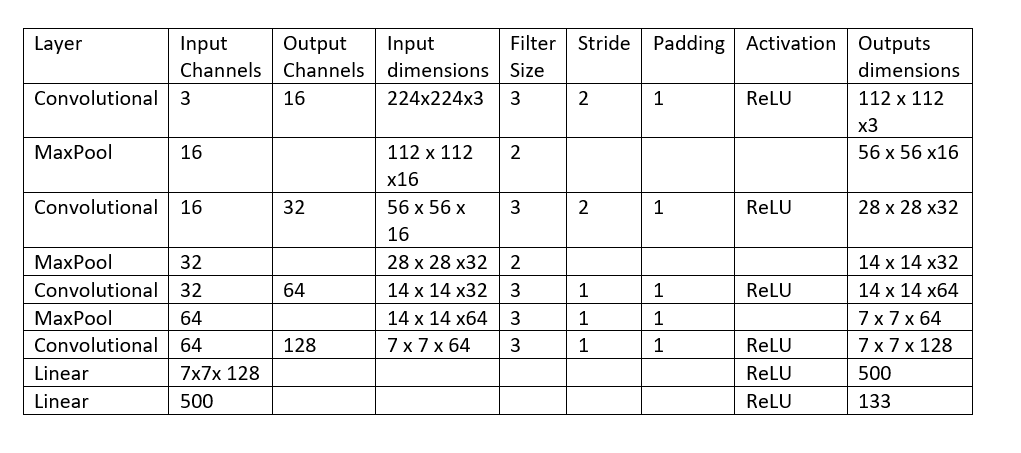 Layer Input Channels Output Channels Input dimensions Filter Size Stride Padding Activation Outputs dimensions
Convolutional 3 16 224x224x3 3 2 1 ReLU 112 x 112 x3
MaxPool 16 112 x 112 x16 2 56 x 56 x16
Convolutional 16 32 56 x 56 x 16 3 2 1 ReLU 28 x 28 x32
MaxPool 32 28 x 28 x32 2 14 x 14 x32
Convolutional 32 64 14 x 14 x32 3 1 1 ReLU 14 x 14 x64
MaxPool 64 14 x 14 x64 3 1 1 7 x 7 x 64
Convolutional 64 128 7 x 7 x 64 3 1 1 ReLU 7 x 7 x 128
Linear 7x7x 128 ReLU 500
Linear 500 ReLU 133